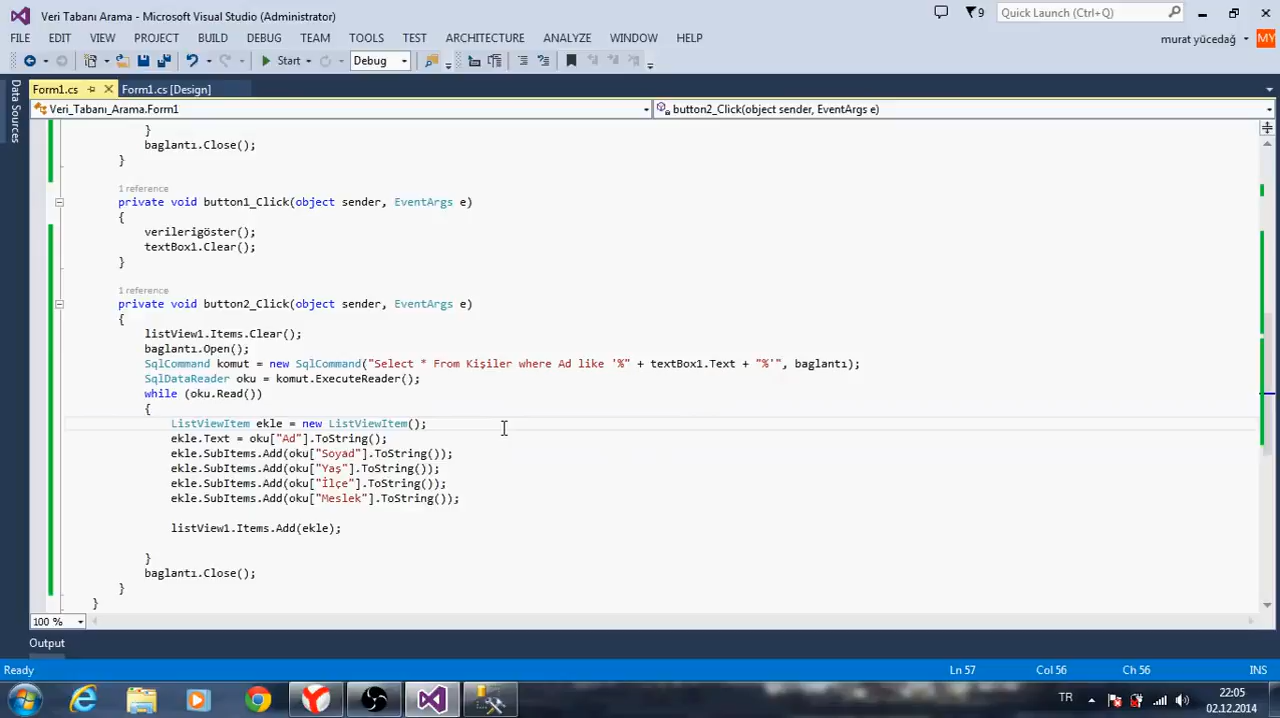 Veri Tabanı Arama - Microsoft Visual Studio (Administrator)
9
Quick Launch (Ctrl+Q)
FILE EDIT VIEW PROJECT BUILD DEBUG TEAM TOOLS TEST ARCHITECTURE ANALYZE WINDOW HELP
murat yücedağ
MY
Start
Debug
Form1.cs
Form1.cs [Design]
Data Sources
Veri_Tabanı_Arama.Form1
button2_Click(object sender, EventArgs e)
}
baglantı.Close();
}
1 reference
private void button1_Click(object sender, EventArgs e)
{
verilerigöster();
textBox1.Clear();
}
1 reference
private void button2_Click(object sender, EventArgs e)
{
listView1.Items.Clear();
baglantı.Open();
SqlCommand komut = new SqlCommand("Select * From Kişiler where Ad like '%" + textBox1.Text + "%'", baglantı);
SqlDataReader oku = komut.ExecuteReader();
while (oku.Read())
{
ListViewItem ekle = new ListViewItem();
ekle.Text = oku["Ad"].ToString();
ekle.SubItems.Add(oku["Soyad"].ToString());
ekle.SubItems.Add(oku["Yaş"].ToString());
ekle.SubItems.Add(oku["İlçe"].ToString());
ekle.SubItems.Add(oku["Meslek"].ToString());
listView1.Items.Add(ekle);
}
baglantı.Close();
}
}
100 %
Output
Ready
Ln 57
Col 56
Ch 56
INS
TR
22:05
02.12.2014